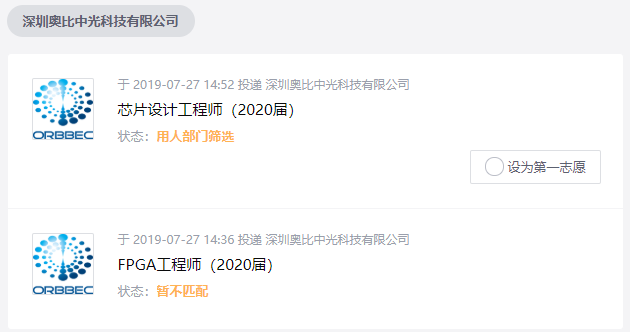 深圳奥比中光科技有限公司
于 2019-07-27 14:52 投递 深圳奥比中光科技有限公司
ORBBEC
芯片设计工程师（2020届）
状态：用人部门筛选
设为第一志愿
于 2019-07-27 14:36 投递 深圳奥比中光科技有限公司
ORBBEC
FPGA工程师（2020届）
状态：暂不匹配